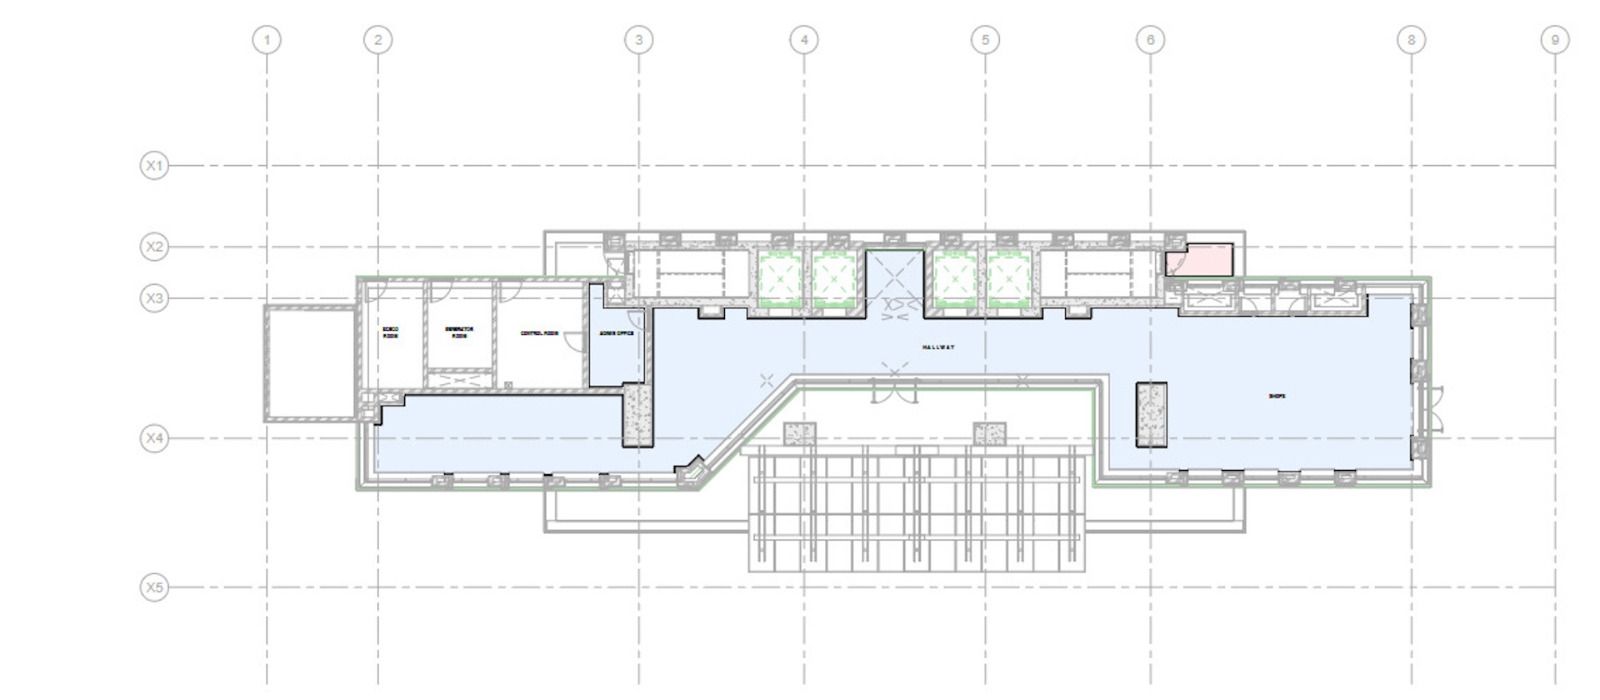 1 2 3 4 5 6 8 9
X1
X2
X3
EDECO
ROOM
GENERATOR
ROOM
CONTROL ROOM
ADMIN OFFICE
HALLWAY
SHOPS
X4
X5